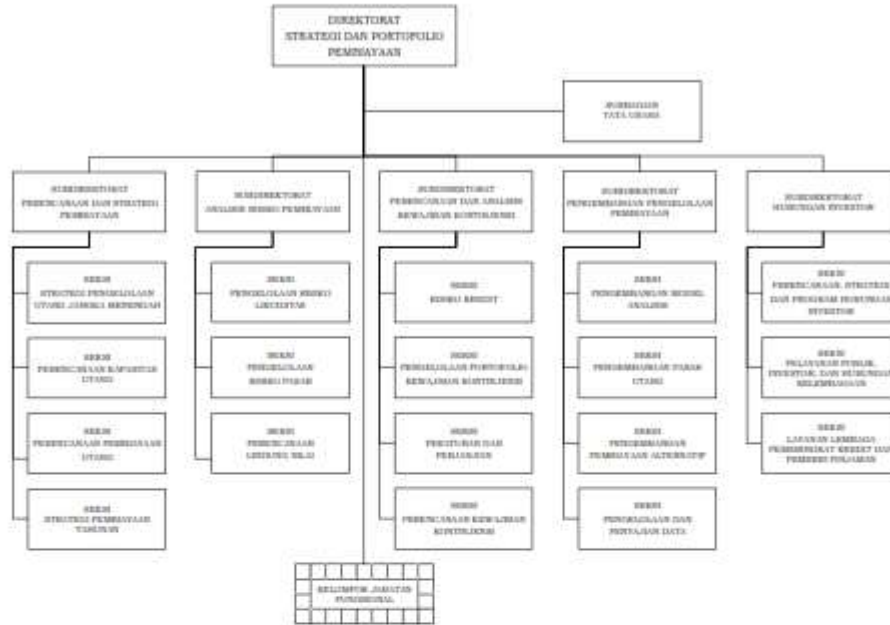 DIREKTORAT
STRATEGI DAN PORTOFOLIO
PEMBIAYAAN
SUBBAGIAN
TATA USAHA
SUBDIREKTORAT
PERENCANAAN DAN STRATEGI
PEMBIAYAAN
SUBDIREKTORAT
ANALISIS RISIKO PEMBIAYAAN
SUBDIREKTORAT
PERENCANAAN DAN ANALISIS
KEWAJIBAN KONTINJENSI
SUBDIREKTORAT
PENGEMBANGAN PENGELOLAAN
PEMBIAYAAN
SUBDIREKTORAT
HUBUNGAN INVESTOR
SEKSI
STRATEGI PENGELOLAAN
UTANG JANGKA MENENGAH
SEKSI
PENGELOLAAN RISIKO
LIKUIDITAS
SEKSI
RISIKO KREDIT
SEKSI
PENGEMBANGAN MODEL
ANALISIS
SEKSI
PERENCANAAN, STRATEGI
DAN PROGRAM HUBUNGAN
INVESTOR
SEKSI
PERENCANAAN KAPASITAS
UTANG
SEKSI
PENGELOLAAN
RISIKO PASAR
SEKSI
PENGELOLAAN PORTOFOLIO
KEWAJIBAN KONTINJENSI
SEKSI
PENGEMBANGAN PASAR
UTANG
SEKSI
PELAYANAN PUBLIK,
INVESTOR, DAN HUBUNGAN
KELEMBAGAAN
SEKSI
PERENCANAAN
UTANG
SEKSI
PERENCANAAN
LINDUNG NILAI
SEKSI
PERATURAN DAN
PERJANJIAN
SEKSI
PENGEMBANGAN
PEMBIAYAAN ALTERNATIF
SEKSI
LAYANAN LEMBAGA
PEMERINGKAT KREDIT DAN
PEMBERI PINJAMAN
SEKSI
STRATEGI PEMBIAYAAN
TAHUNAN
SEKSI
PERENCANAAN KEWAJIBAN
KONTINJENSI
SEKSI
PENGELOLAAN DAN
PENYAJIAN DATA
KELOMPOK JABATAN
FUNGSIONAL